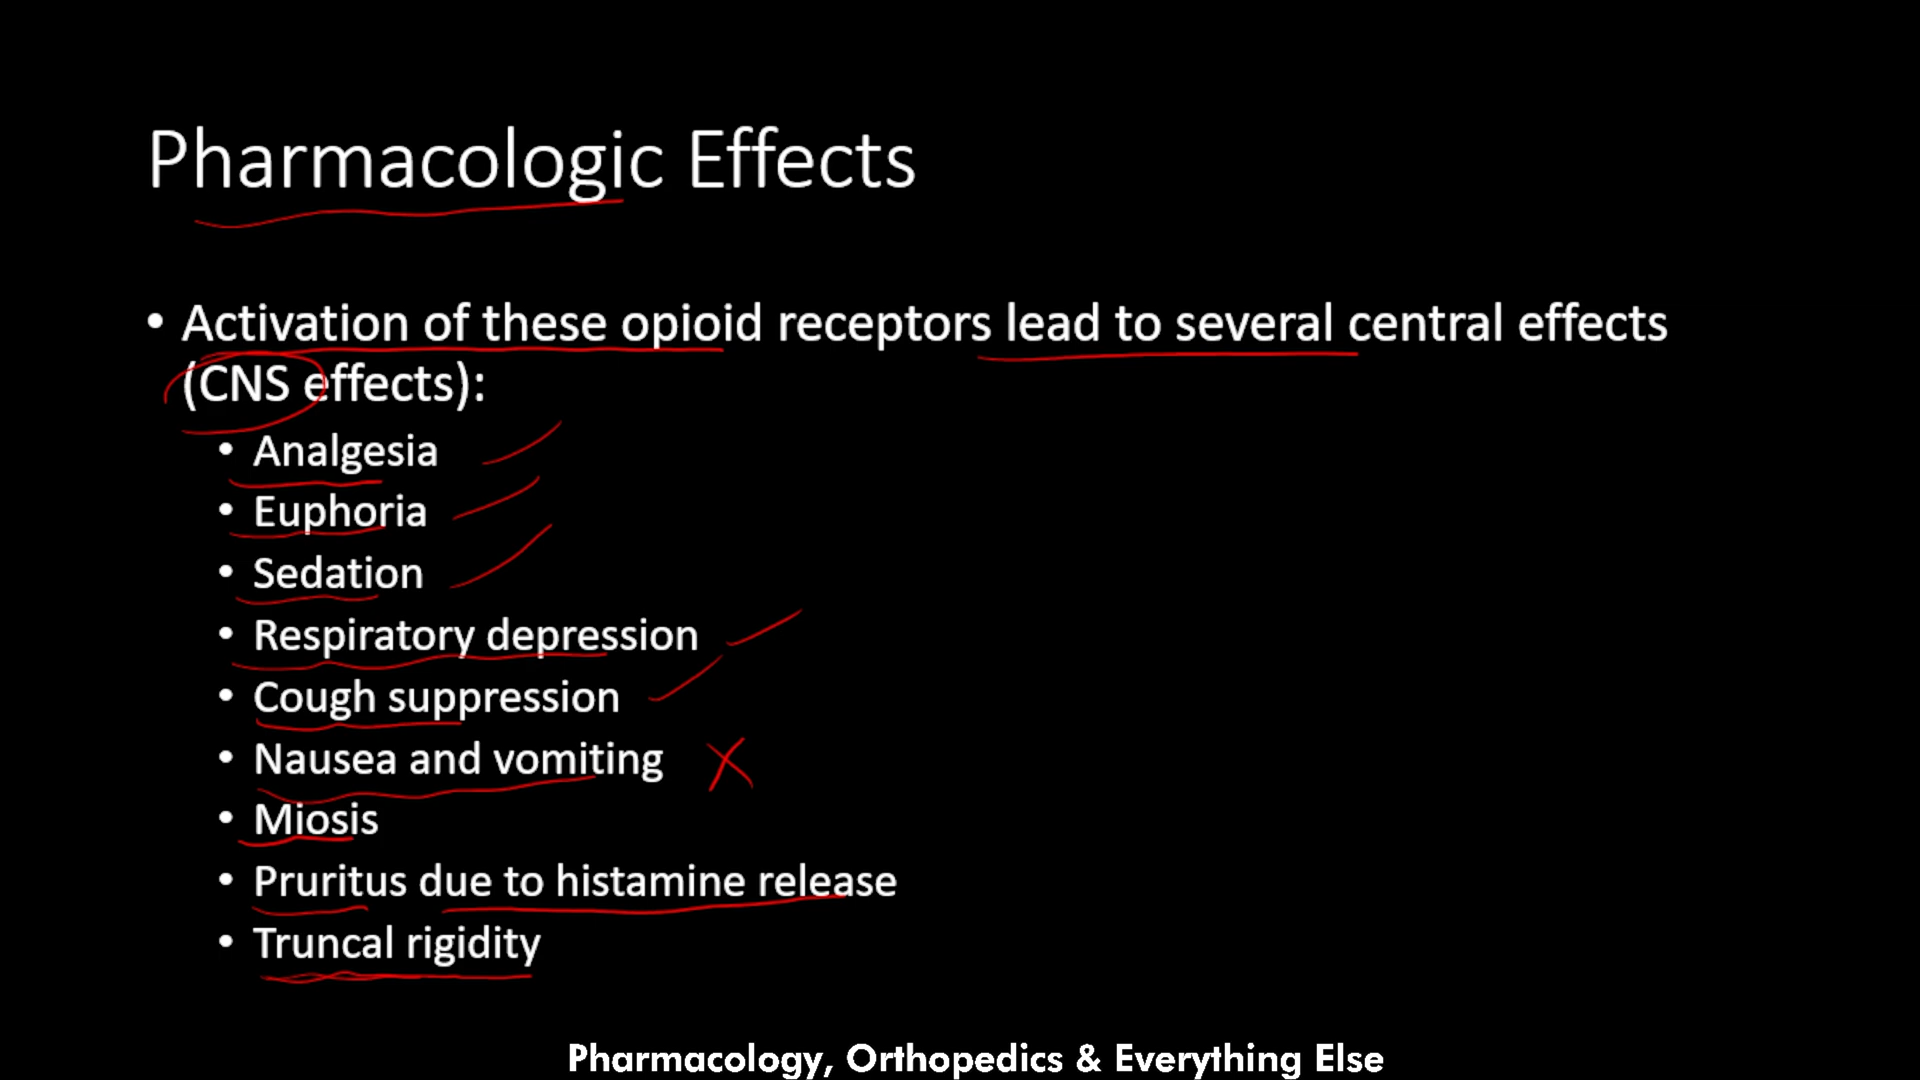 Pharmacologic Effects
• Activation of these opioid receptors lead to several central effects
(CNS effects):
• Analgesia
• Euphoria
• Sedation
• Respiratory depression
• Cough suppression
• Nausea and vomiting
• Miosis
• Pruritus due to histamine release
• Truncal rigidity
Pharmacology, Orthopedics & Everything Else